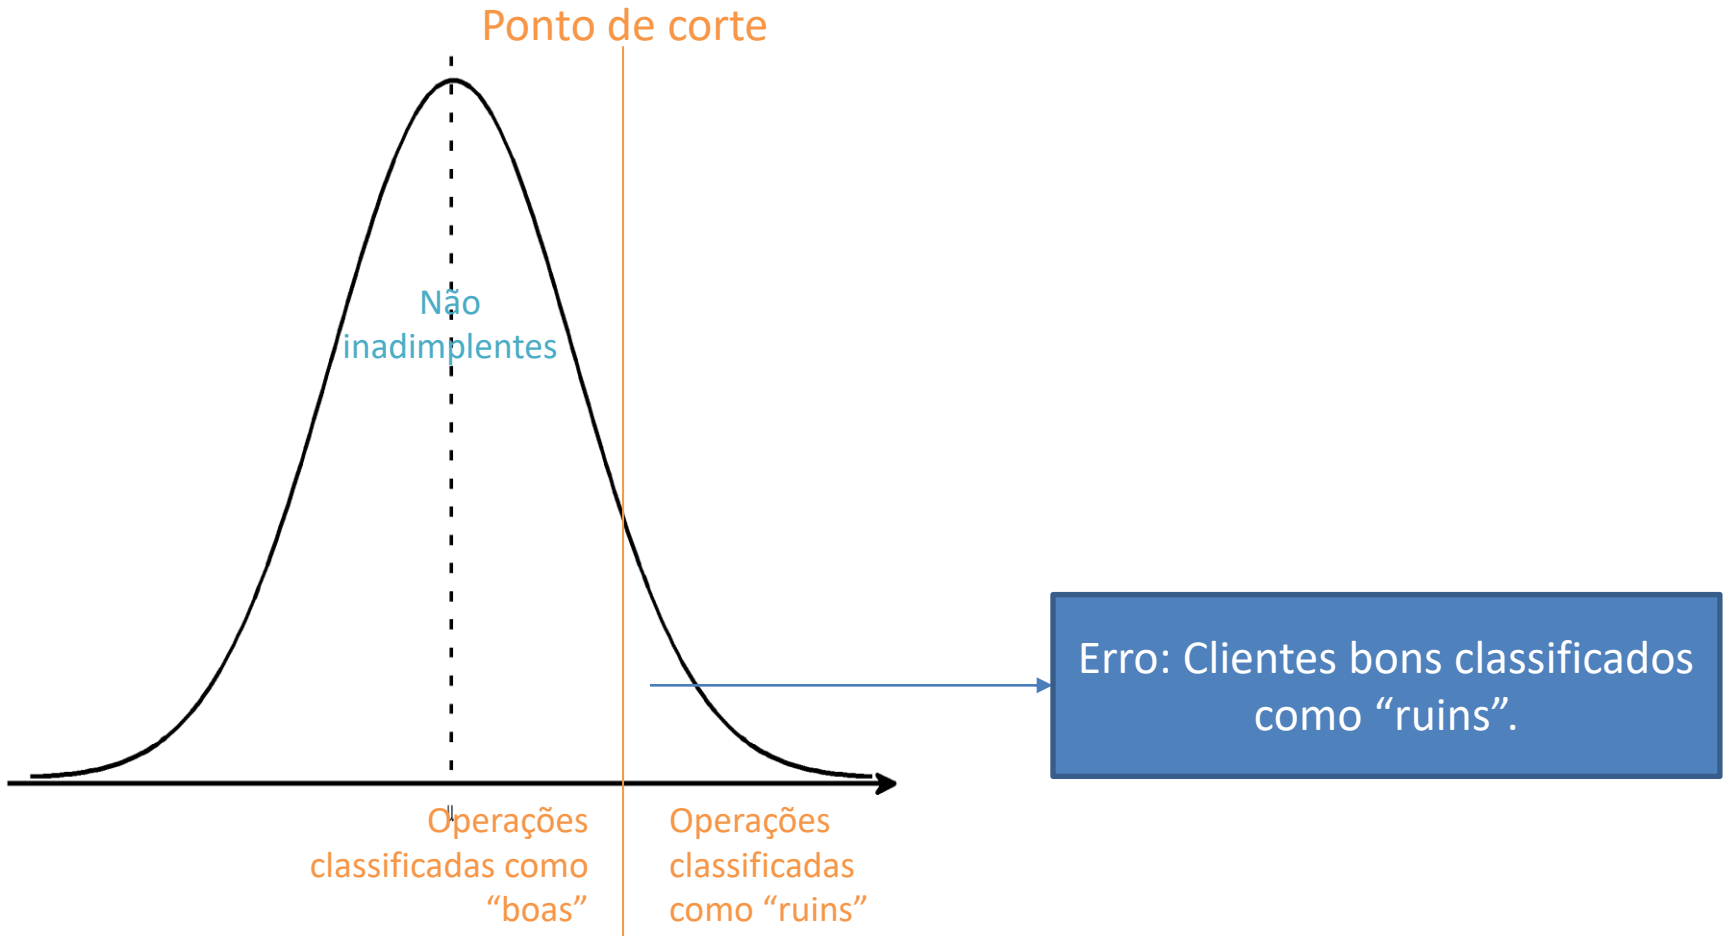 Ponto de corte
Não
inadimplentes
Erro: Clientes bons classificados
como “ruins”.
Operações
classificadas como
“boas”
Operações
classificadas
como “ruins”